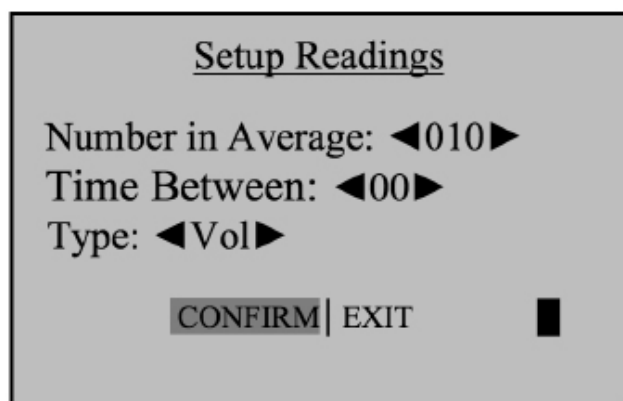 Setup Readings
Number in Average: ◀010▶
Time Between: ◀00▶
Type: ◀Vol▶
CONFIRM| EXIT